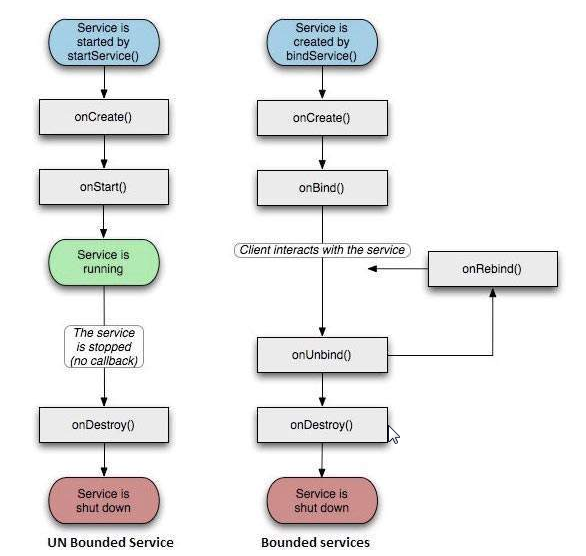 Service is
started by
startService()
onCreate()
onStart()
Service is
running
The service
is stopped
(no callback)
onDestroy()
Service is
shut down
UN Bounded Service
Service is
created by
bindService()
onCreate()
onBind()
Client interacts with the service
onRebind()
onUnbind()
onDestroy()
Service is
shut down
Bounded services